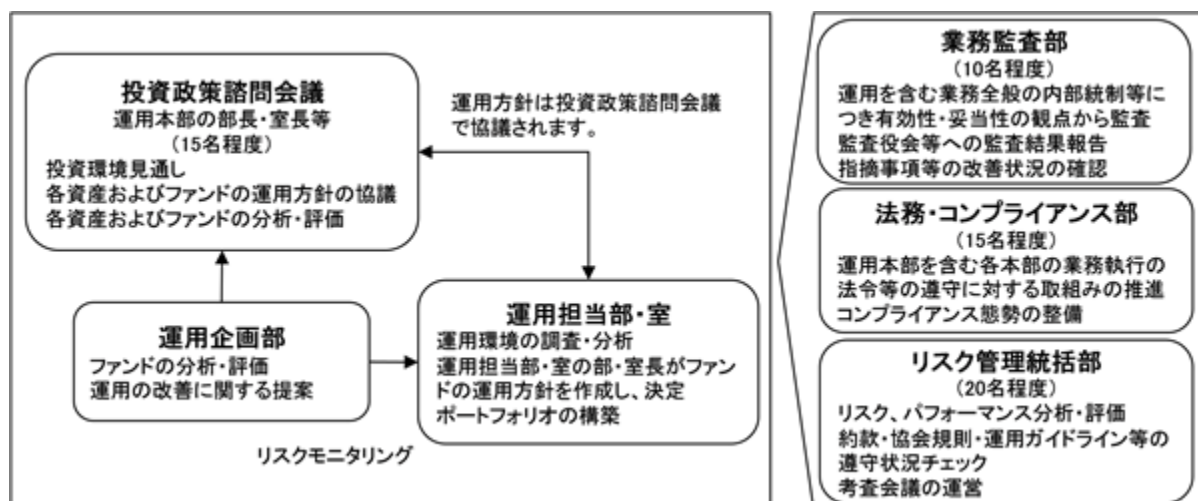 投資政策諮問会議
運用本部の部長・室長等
(15名程度)
投資環境見通し
各資産およびファンドの運用方針の協議
各資産およびファンドの分析・評価
運用方針は投資政策諮問会議
で協議されます。
運用企画部
ファンドの分析・評価
運用の改善に関する提案
運用担当部・室
運用環境の調査・分析
運用担当部・室の部・室長がファン
ドの運用方針を作成し、決定
ポートフォリオの構築
リスクモニタリング
業務監査部
(10名程度)
運用を含む業務全般の内部統制等に
つき有効性・妥当性の観点から監査
監査役会等への監査結果報告
指摘事項等の改善状況の確認
法務・コンプライアンス部
(15名程度)
運用本部を含む各本部の業務執行の
法令等の遵守に対する取組みの推進
コンプライアンス態勢の整備
リスク管理統括部
(20名程度)
リスク、パフォーマンス分析・評価
約款・協会規則・運用ガイドライン等の
遵守状況チェック
考査会議の運営